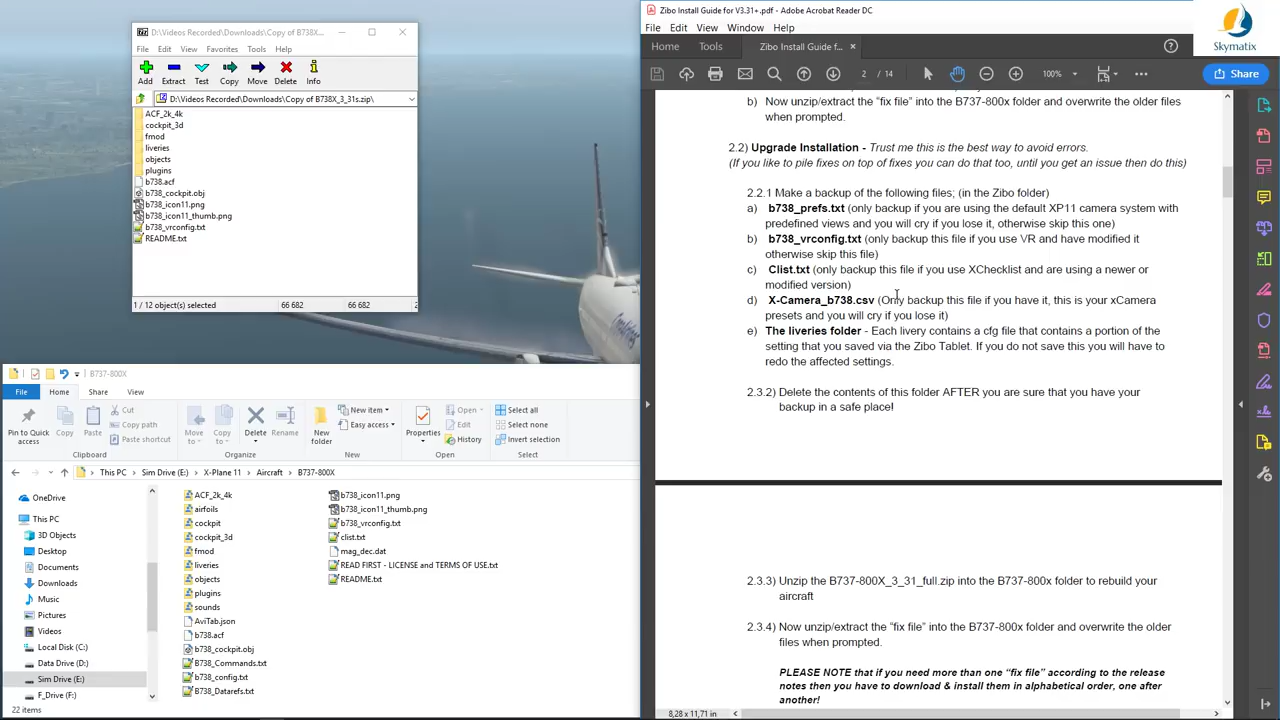 D:\Videos Recorded\Downloads\Copy of B738X...
File Edit View Favorites Tools Help
Add Extract Test Copy Move Delete Info
D:\Videos Recorded\Downloads\Copy of B738X_3_31s.zip\
ACF_2k_4k
cockpit_3d
fmod
liveries
objects
plugins
b738.acf
b738_cockpit.obj
b738_icon11.png
b738_icon11_thumb.png
b738_vrconfig.txt
README.txt
1 / 12 object(s) selected 66 682 66 682 2
B737-800X
File Home Share View
Pin to Quick access
Copy
Paste
Cut
Copy path
Paste shortcut
Clipboard
Move to
Copy to
Delete
Rename
Organize
New folder
New item
Easy access
New
Properties
Open
Edit
History
Open
Select all
Select none
Invert selection
Select
This PC Sim Drive (E:) X-Plane 11 Aircraft B737-800X
OneDrive
This PC
3D Objects
Desktop
Documents
Downloads
Music
Pictures
Videos
Local Disk (C:)
Data Drive (D:)
Sim Drive (E:)
F_Drive (F:)
ACF_2k_4k
airfoils
cockpit
cockpit_3d
fmod
liveries
objects
plugins
sounds
AviTab.json
b738.acf
b738_cockpit.obj
B738_Commands.txt
b738_config.txt
B738_Datarefs.txt
b738_icon11.png
b738_icon11_thumb.png
b738_vrconfig.txt
clist.txt
mag_dec.dat
READ FIRST - LICENSE and TERMS OF USE.txt
README.txt
22 items
Zibo Install Guide for V3.31+.pdf - Adobe Acrobat Reader DC
File Edit View Window Help
Home Tools Zibo Install Guide f... ×
2 / 14 100% Share
Skymatix
b) Now unzip/extract the "fix file" into the B737-800x folder and overwrite the older files
when prompted.
2.2) Upgrade Installation - Trust me this is the best way to avoid errors.
(If you like to pile fixes on top of fixes you can do that too, until you get an issue then do this)
2.2.1 Make a backup of the following files; (in the Zibo folder)
a) b738_prefs.txt (only backup if you are using the default XP11 camera system with
predefined views and you will cry if you lose it, otherwise skip this one)
b) b738_vrconfig.txt (only backup this file if you use VR and have modified it
otherwise skip this file)
c) Clist.txt (only backup this file if you use XChecklist and are using a newer or
modified version)
d) X-Camera_b738.csv (Only backup this file if you have it, this is your xCamera
presets and you will cry if you lose it)
e) The liveries folder - Each livery contains a cfg file that contains a portion of the
setting that you saved via the Zibo Tablet. If you do not save this you will have to
redo the affected settings.
2.3.2) Delete the contents of this folder AFTER you are sure that you have your
backup in a safe place!
2.3.3) Unzip the B737-800X_3_31_full.zip into the B737-800x folder to rebuild your
aircraft
2.3.4) Now unzip/extract the "fix file" into the B737-800x folder and overwrite the older
files when prompted.
PLEASE NOTE that if you need more than one "fix file" according to the release
notes then you have to download & install them in alphabetical order, one after
another!
8,28 x 11,71 in